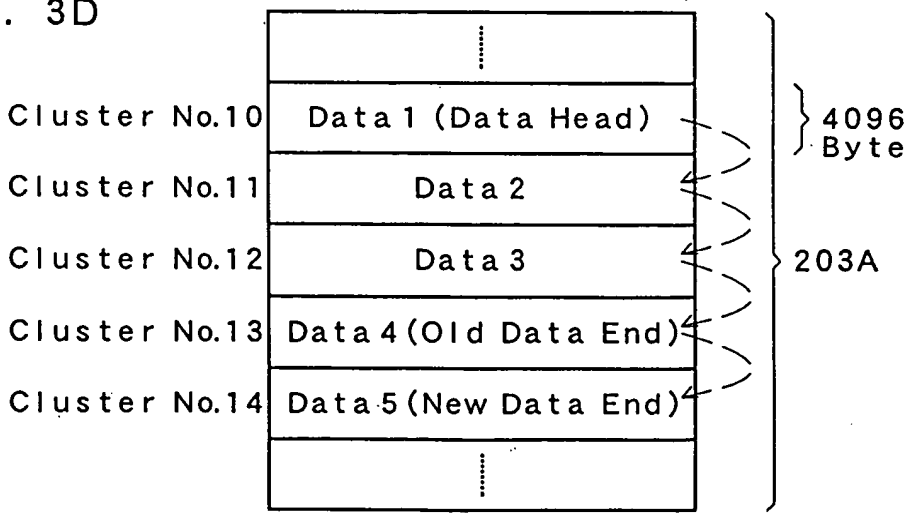 . 3D
Cluster No.10 Data 1 (Data Head) 4096
Byte
Cluster No.11 Data 2
Cluster No.12 Data 3 203A
Cluster No.13 Data 4 (Old Data End)
Cluster No.14 Data 5 (New Data End)